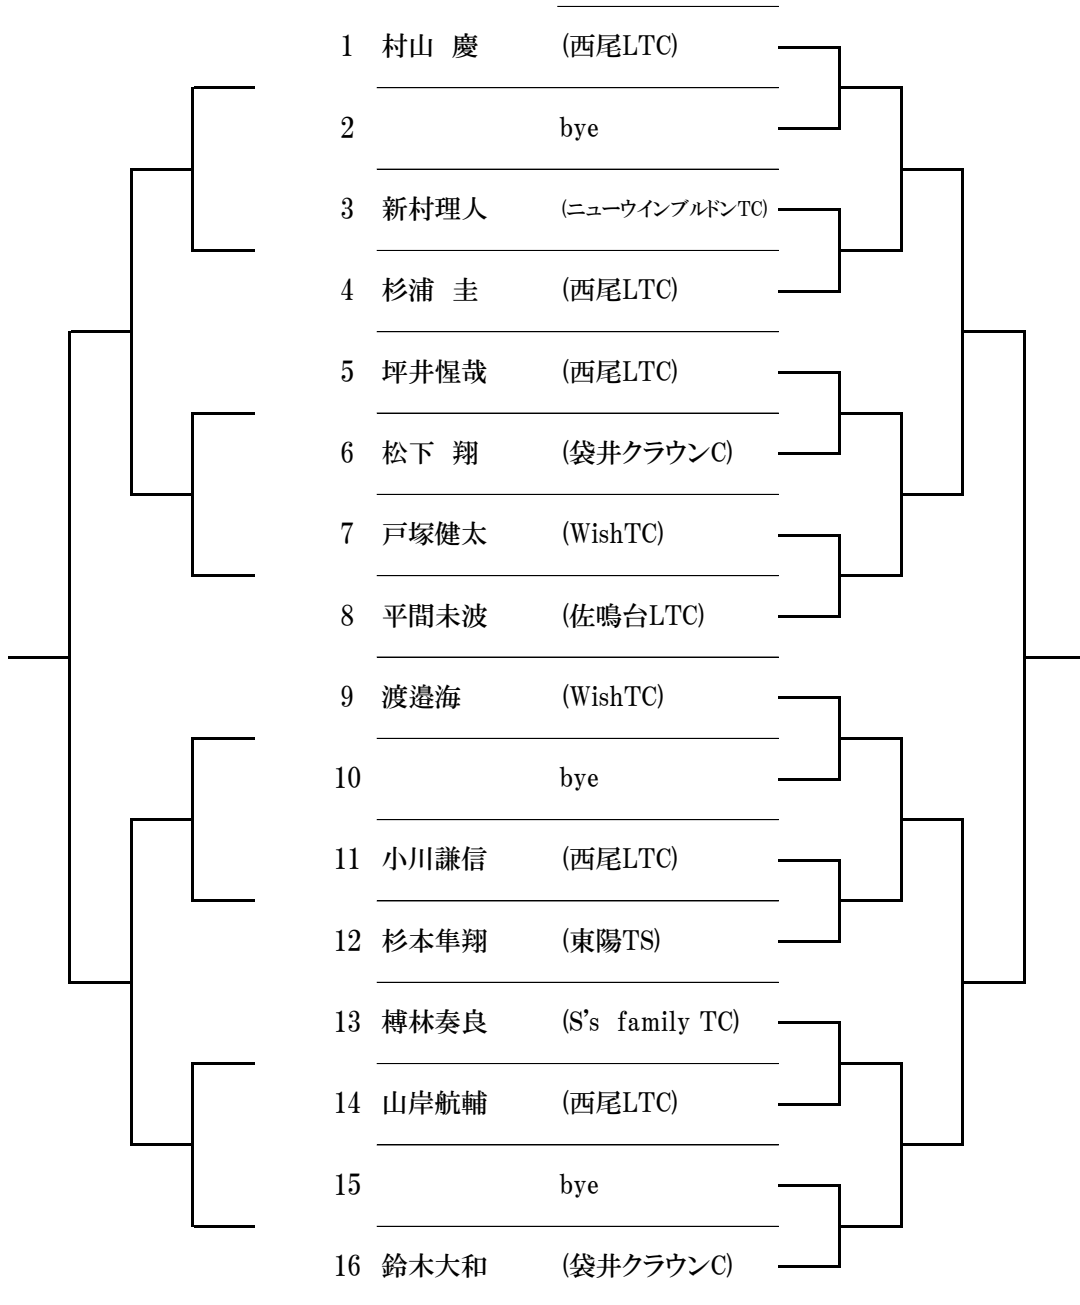 1 村山 慶 (西尾LTC)
2 bye
3 新村理人 (ニューウインブルドンTC)
4 杉浦 圭 (西尾LTC)
5 坪井惺哉 (西尾LTC)
6 松下 翔 (袋井クラウンC)
7 戸塚健太 (WishTC)
8 平間未波 (佐鳴台LTC)
9 渡邉海 (WishTC)
10 bye
11 小川謙信 (西尾LTC)
12 杉本隼翔 (東陽TS)
13 榑林奏良 (S’s family TC)
14 山岸航輔 (西尾LTC)
15 bye
16 鈴木大和 (袋井クラウンC)